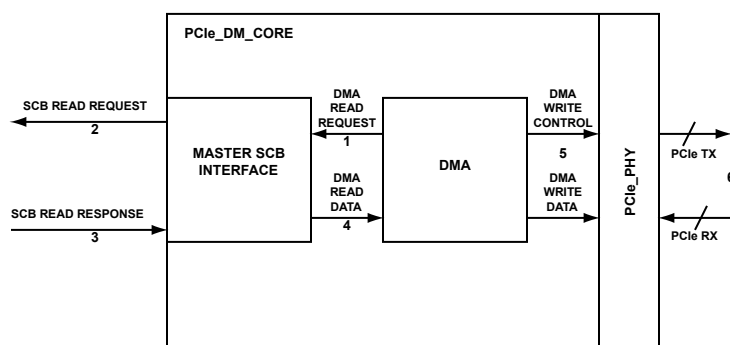 PCIe_DM_CORE
SCB READ REQUEST
2
SCB READ RESPONSE
3
MASTER SCB
INTERFACE
DMA
READ
REQUEST
1
DMA
READ
DATA
4
DMA
DMA
WRITE
CONTROL
5
DMA
WRITE
DATA
PCIe_PHY
PCIe TX
6
PCIe RX